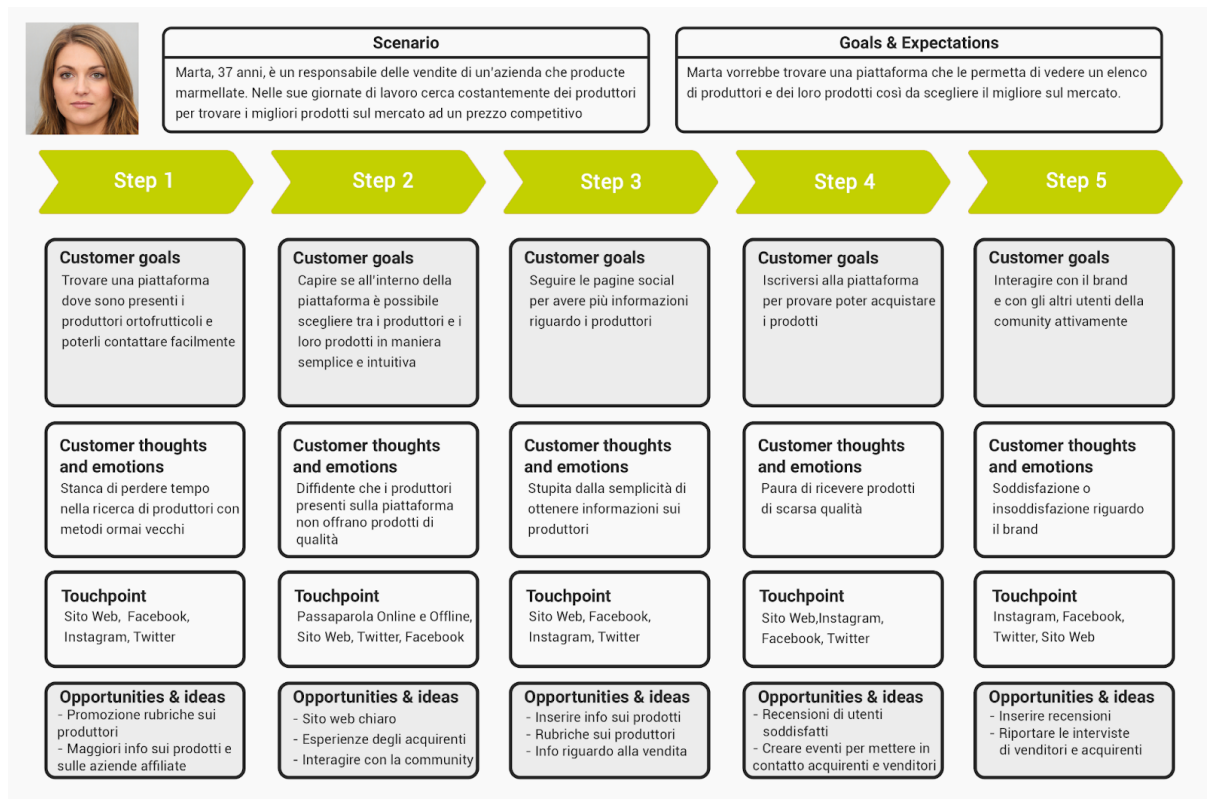 Scenario
Marta, 37 anni, è un responsabile delle vendite di un'azienda che producte
marmellate. Nelle sue giornate di lavoro cerca costantemente dei produttori
per trovare i migliori prodotti sul mercato ad un prezzo competitivo
Goals & Expectations
Marta vorrebbe trovare una piattaforma che le permetta di vedere un elenco
di produttori e dei loro prodotti così da scegliere il migliore sul mercato.
Step 1
Step 2
Step 3
Step 4
Step 5
Customer goals
Trovare una piattaforma
dove sono presenti i
produttori ortofrutticoli e
poterli contattare facilmente
Customer goals
Capire se all'interno della
piattaforma è possibile
scegliere tra i produttori e i
loro prodotti in maniera
semplice e intuitiva
Customer goals
Seguire le pagine social
per avere più informazioni
riguardo i produttori
Customer goals
Iscriversi alla piattaforma
per provare poter acquistare
i prodotti
Customer goals
Interagire con il brand
e con gli altri utenti della
comunity attivamente
Customer thoughts
and emotions
Stanca di perdere tempo
nella ricerca di produttori con
metodi ormai vecchi
Customer thoughts
and emotions
Diffidente che i produttori
presenti sulla piattaforma
non offrano prodotti di
qualità
Customer thoughts
and emotions
Stupita dalla semplicità di
ottenere informazioni sui
produttori
Customer thoughts
and emotions
Paura di ricevere prodotti
di scarsa qualità
Customer thoughts
and emotions
Soddisfazione o
insoddisfazione riguardo
il brand
Touchpoint
Sito Web, Facebook,
Instagram, Twitter
Touchpoint
Passaparola Online e Offline,
Sito Web, Twitter, Facebook
Touchpoint
Sito Web, Facebook,
Instagram, Twitter
Touchpoint
Sito Web,Instagram,
Facebook, Twitter
Touchpoint
Instagram, Facebook,
Twitter, Sito Web
Opportunities & ideas
- Promozione rubriche sui
produttori
- Maggiori info sui prodotti e
sulle aziende affiliate
Opportunities & ideas
- Sito web chiaro
- Esperienze degli acquirenti
- Interagire con la community
Opportunities & ideas
- Inserire info sui prodotti
- Rubriche sui produttori
- Info riguardo alla vendita
Opportunities & ideas
- Recensioni di utenti
soddisfatti
- Creare eventi per mettere in
contatto acquirenti e venditori
Opportunities & ideas
- Inserire recensioni
- Riportare le interviste
di venditori e acquirenti